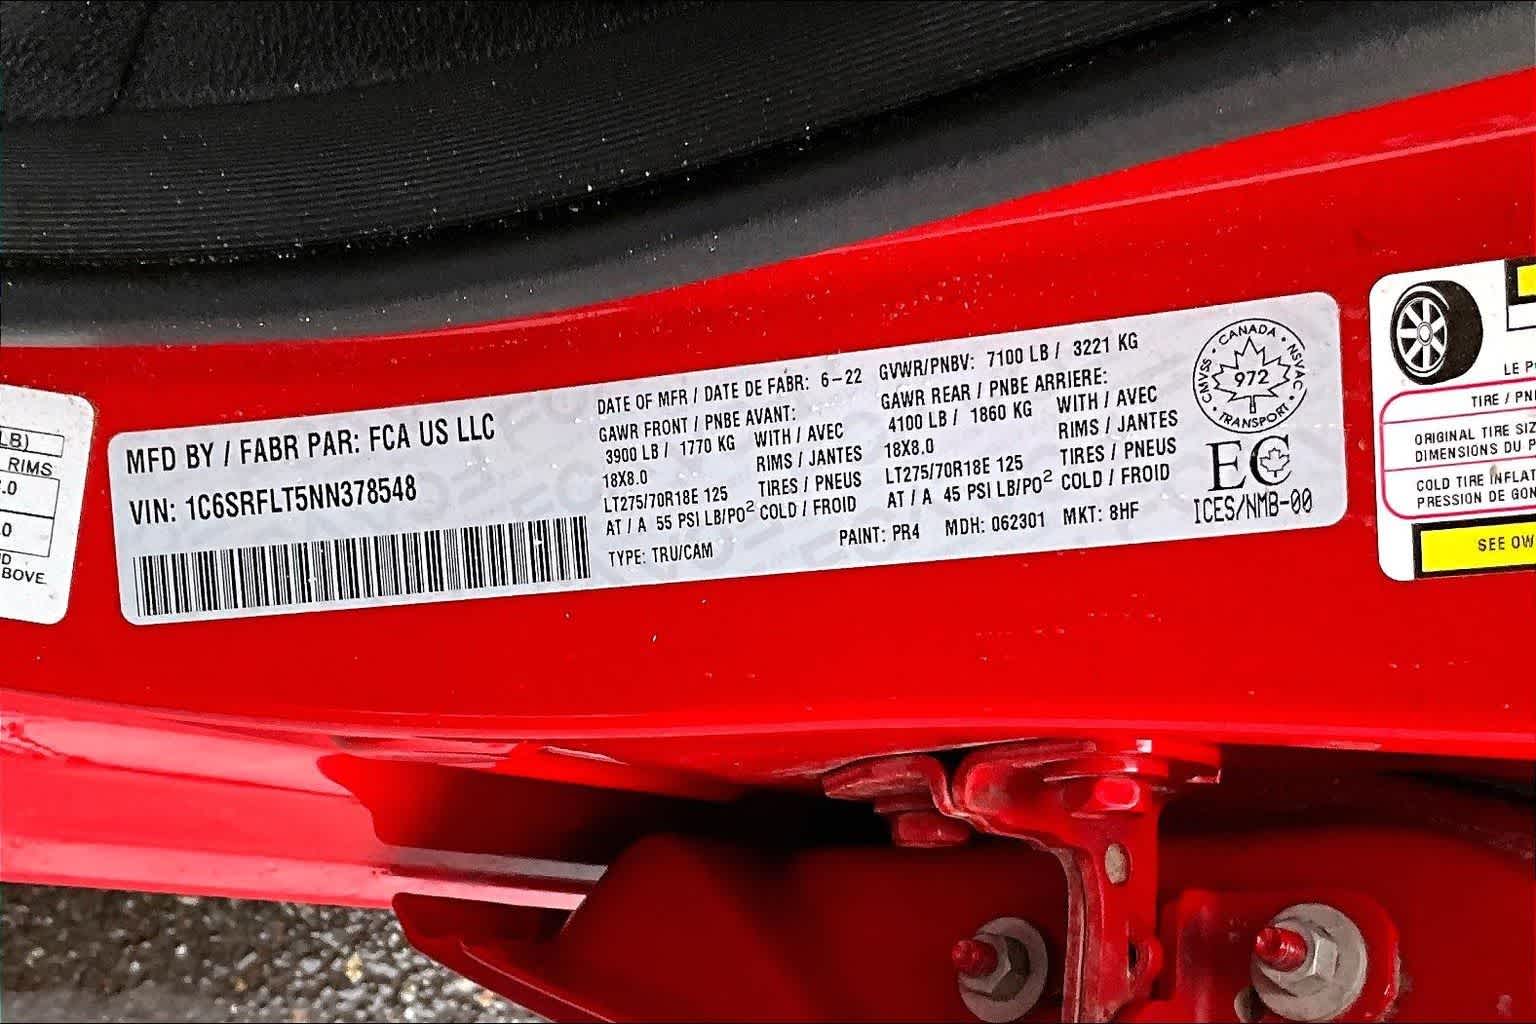 LB)
RIMS
.0
.0
D
BOVE.
MFD BY / FABR PAR: FCA US LLC
VIN: 1C6SRFLT5NN378548
DATE OF MFR / DATE DE FABR: 6-22
GAWR FRONT / PNBE AVANT:
3900 LB / 1770 KG WITH / AVEC
18X8.0 RIMS / JANTES
LT275/70R18E 125 TIRES / PNEUS
AT / A 55 PSI LB/PO² COLD / FROID
TYPE: TRU/CAM
GVWR/PNBV: 7100 LB / 3221 KG
GAWR REAR / PNBE ARRIERE:
4100 LB / 1860 KG WITH / AVEC
18X8.0 RIMS / JANTES
LT275/70R18E 125 TIRES / PNEUS
AT / A 45 PSI LB/PO² COLD / FROID
PAINT: PR4 MDH: 062301 MKT: 8HF
CANADA
CMVSS · NSVAC
972
TRANSPORT
EC
ICES/NMB-00
LE P
TIRE / PN
ORIGINAL TIRE SIZ
DIMENSIONS DU P
COLD TIRE INFLAT
PRESSION DE GON
SEE OW